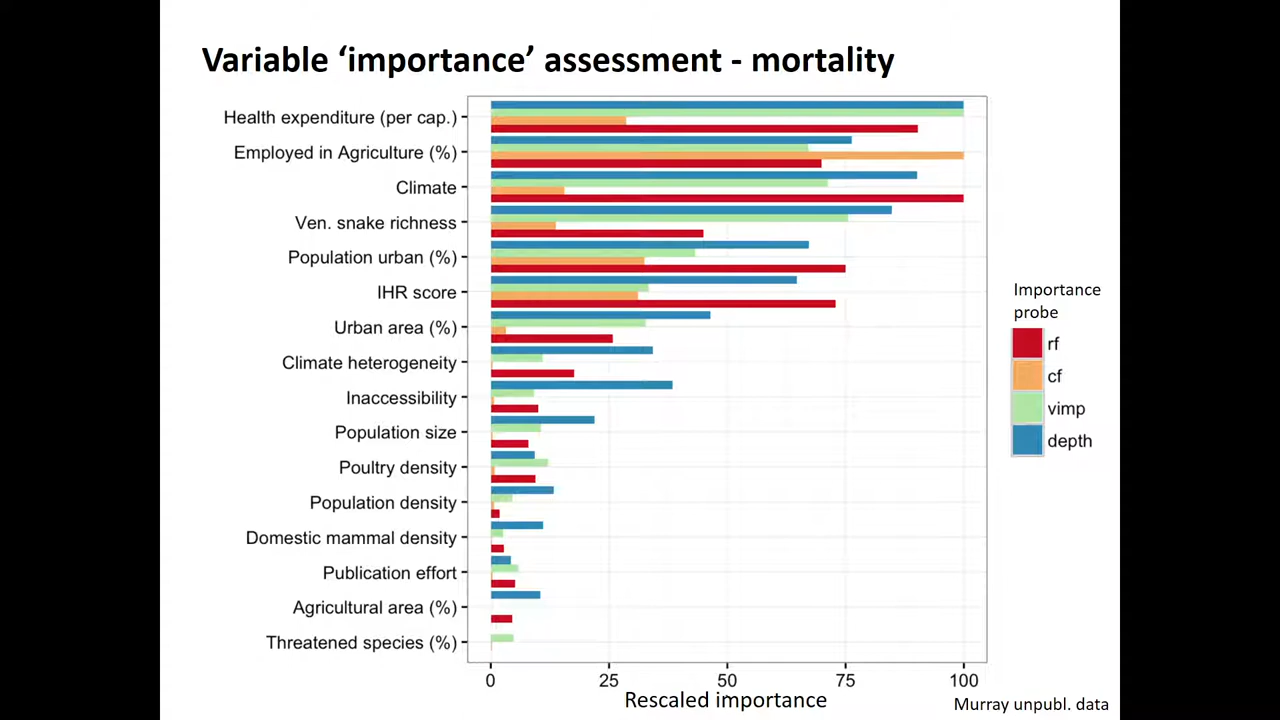 Variable ‘importance’ assessment - mortality
Health expenditure (per cap.)
Employed in Agriculture (%)
Climate
Ven. snake richness
Population urban (%)
IHR score
Urban area (%)
Climate heterogeneity
Inaccessibility
Population size
Poultry density
Population density
Domestic mammal density
Publication effort
Agricultural area (%)
Threatened species (%)
0 25 50 75 100
Rescaled importance
Importance
probe
rf
cf
vimp
depth
Murray unpubl. data